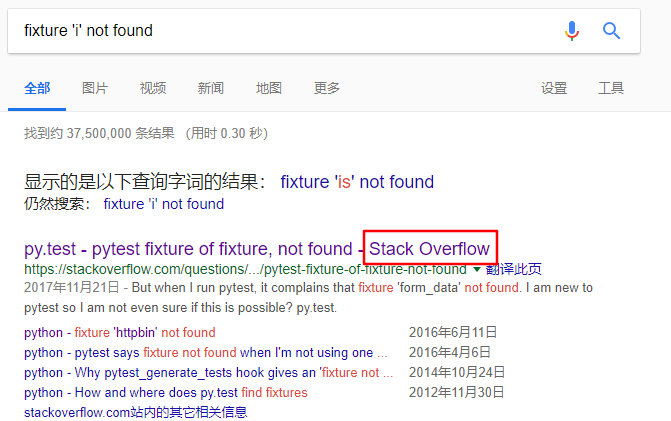 fixture 'i' not found
全部 图片 视频 新闻 地图 更多 设置 工具
找到约 37,500,000 条结果 （用时 0.30 秒）
显示的是以下查询字词的结果： fixture 'is' not found
仍然搜索： fixture 'i' not found
py.test - pytest fixture of fixture, not found - Stack Overflow
https://stackoverflow.com/questions/.../pytest-fixture-of-fixture-not-found 翻译此页
2017年11月21日 - But when I run pytest, it complains that fixture 'form_data' not found. I am new to
pytest so I am not even sure if this is possible? py.test.
python - fixture 'httpbin' not found 2016年6月11日
python - pytest says fixture not found when I'm not using one ... 2016年4月6日
python - Why pytest_generate_tests hook gives an 'fixture not ... 2014年10月24日
python - How and where does py.test find fixtures 2012年11月30日
stackoverflow.com站内的其它相关信息